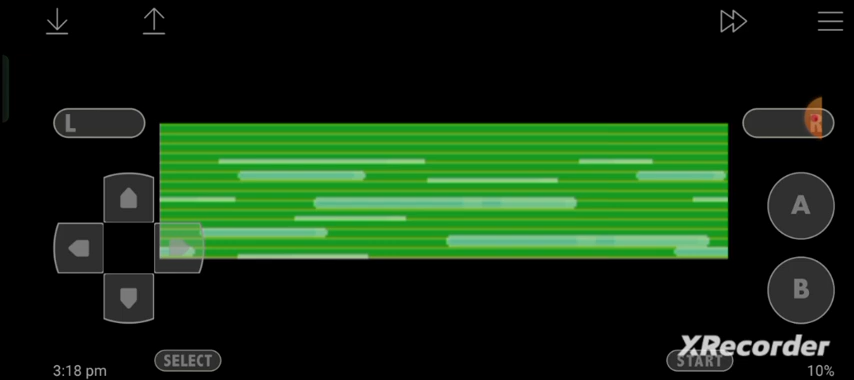 L
R
A
B
SELECT
START
XRecorder
3:18 pm
10%